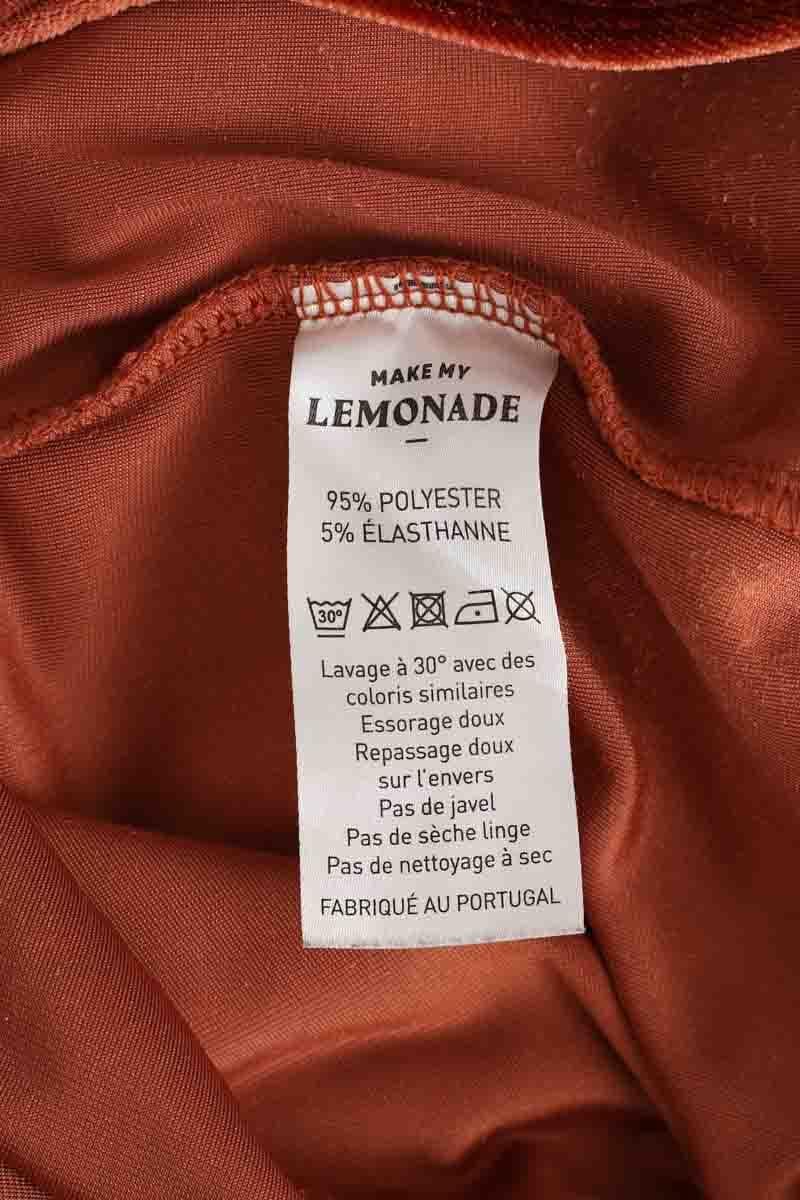 MAKE MY
LEMONADE
95% POLYESTER
5% ÉLASTHANNE
30°
Lavage à 30° avec des
coloris similaires
Essorage doux
Repassage doux
sur l'envers
Pas de javel
Pas de sèche linge
Pas de nettoyage à sec
FABRIQUÉ AU PORTUGAL